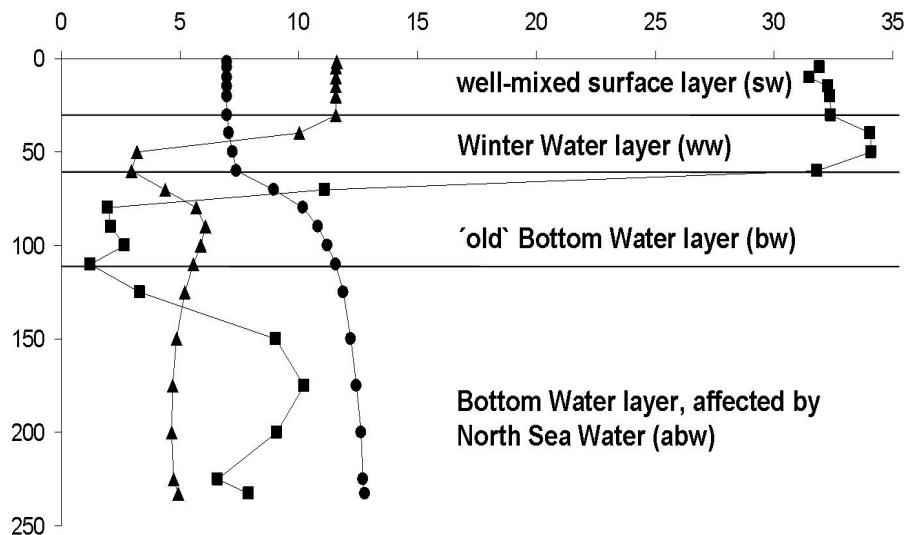 0 5 10 15 20 25 30 35
0
well-mixed surface layer (sw)
50
Winter Water layer (ww)
100
´old` Bottom Water layer (bw)
150
Bottom Water layer, affected by
200
North Sea Water (abw)
250